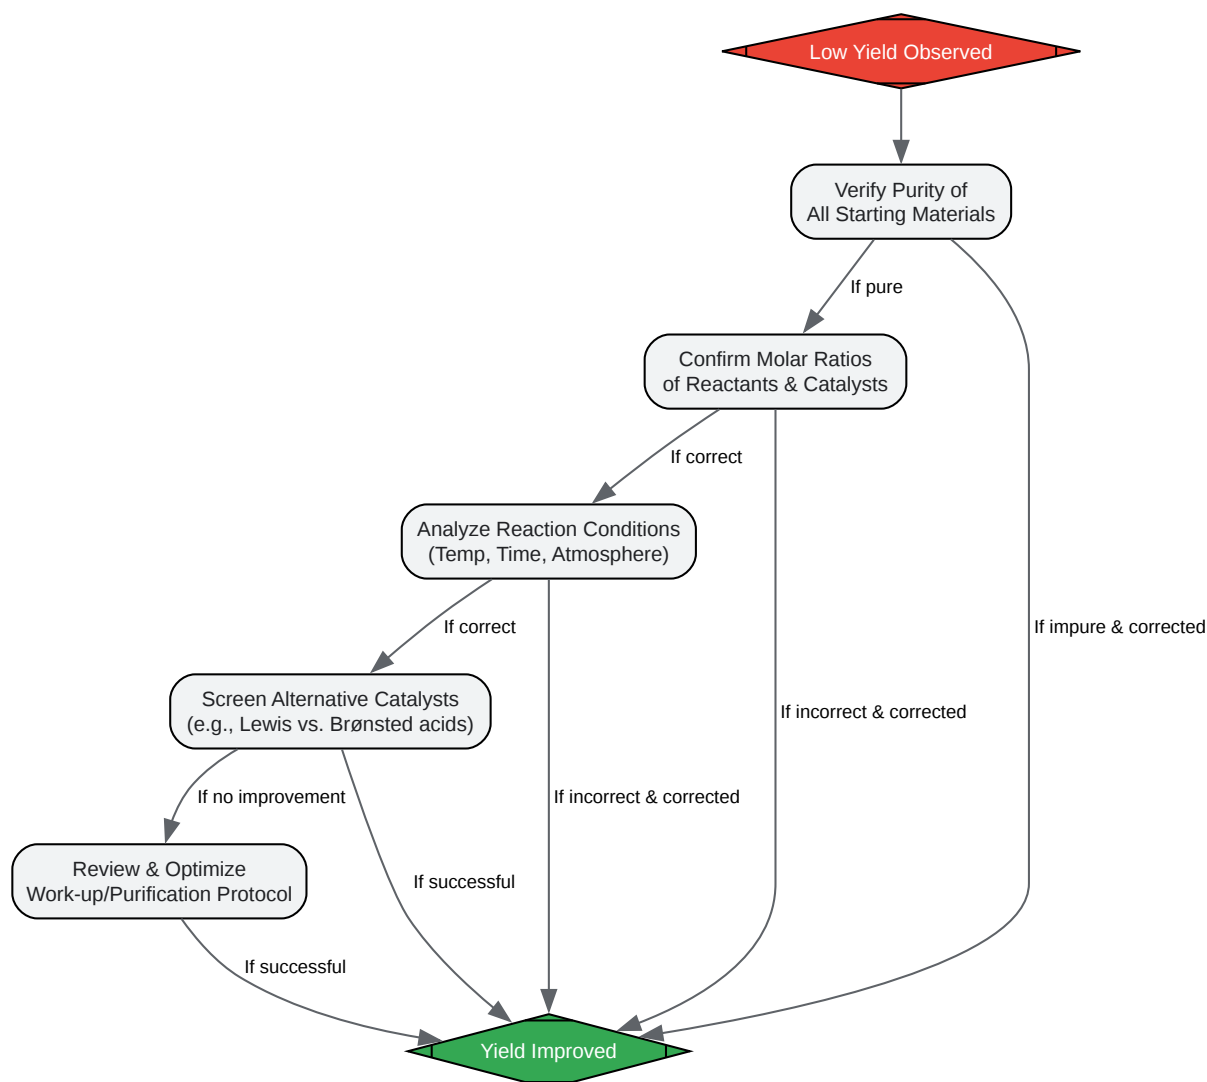 Low Yield Observed
Verify Purity of
All Starting Materials
If pure
Confirm Molar Ratios
of Reactants & Catalysts
If correct
Analyze Reaction Conditions
(Temp, Time, Atmosphere)
If correct
If impure & corrected
Screen Alternative Catalysts
(e.g., Lewis vs. Brønsted acids)
If incorrect & corrected
If no improvement
If incorrect & corrected
Review & Optimize
Work-up/Purification Protocol
If successful
If successful
Yield Improved